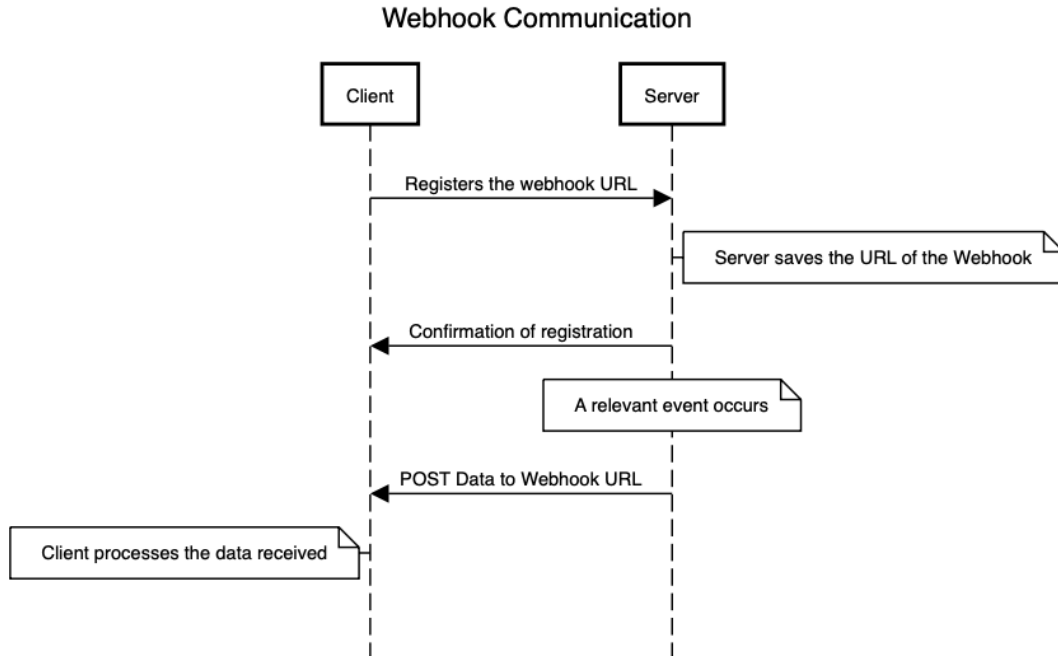 Webhook Communication
Client
Server
Registers the webhook URL
Server saves the URL of the Webhook
Confirmation of registration
A relevant event occurs
POST Data to Webhook URL
Client processes the data received